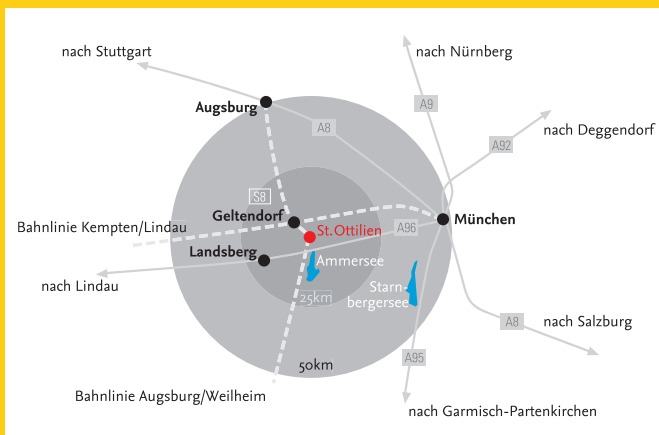 nach Stuttgart
nach Nürnberg
Augsburg
A9
A8
nach Deggendorf
A92
S8
Geltendorf
München
Bahnlinie Kempten/Lindau
St.Ottilien
A96
Landsberg
Ammersee
nach Lindau
Starn-
bergersee
25km
A8
nach Salzburg
50km
A95
Bahnlinie Augsburg/Weilheim
nach Garmisch-Partenkirchen